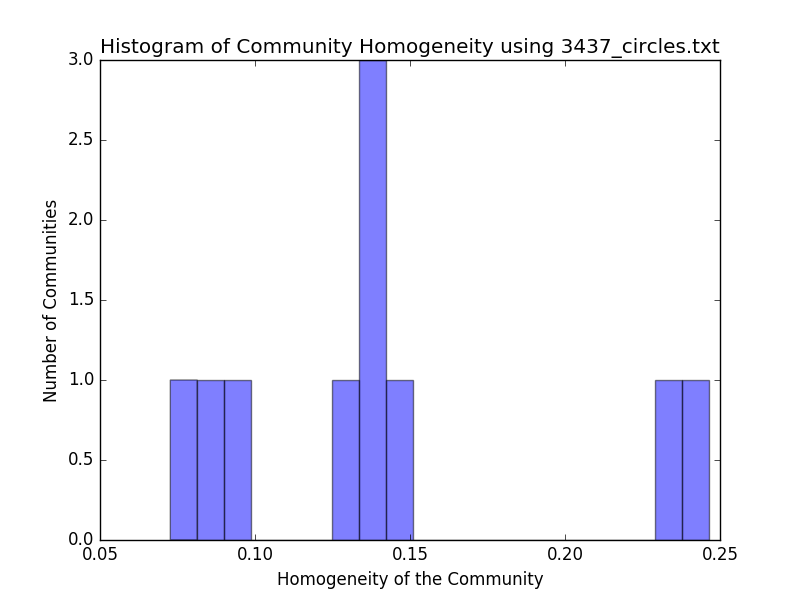 Histogram of Community Homogeneity using 3437_circles.txt
3.0
2.5
2.0
1.5
1.0
0.5
0.0
Number of Communities
0.05 0.10 0.15 0.20 0.25
Homogeneity of the Community